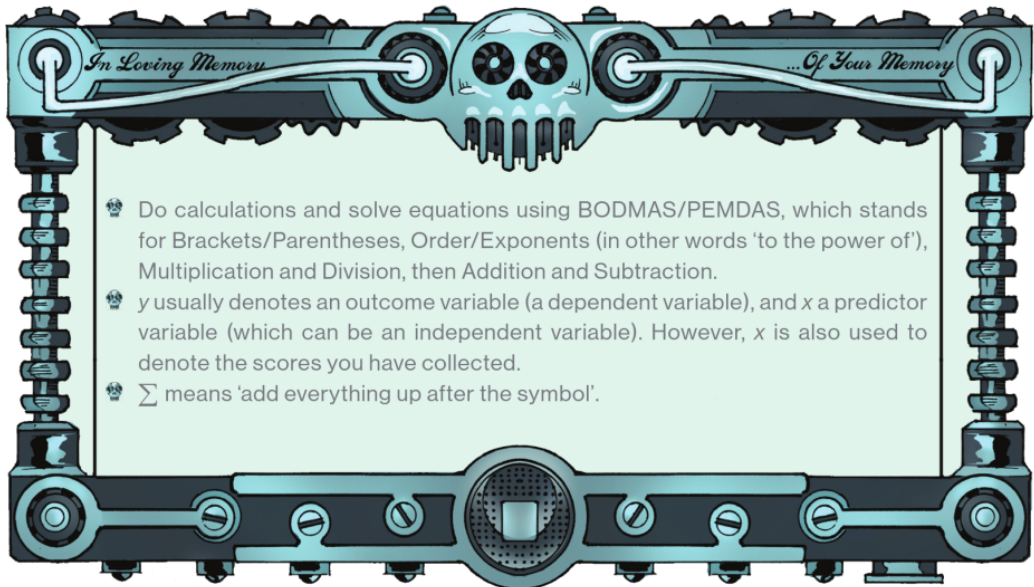 In Loving Memory
...Of Your Memory
Do calculations and solve equations using BODMAS/PEMDAS, which stands
for Brackets/Parentheses, Order/Exponents (in other words ‘to the power of’),
Multiplication and Division, then Addition and Subtraction.
y usually denotes an outcome variable (a dependent variable), and x a predictor
variable (which can be an independent variable). However, x is also used to
denote the scores you have collected.
∑ means ‘add everything up after the symbol’.